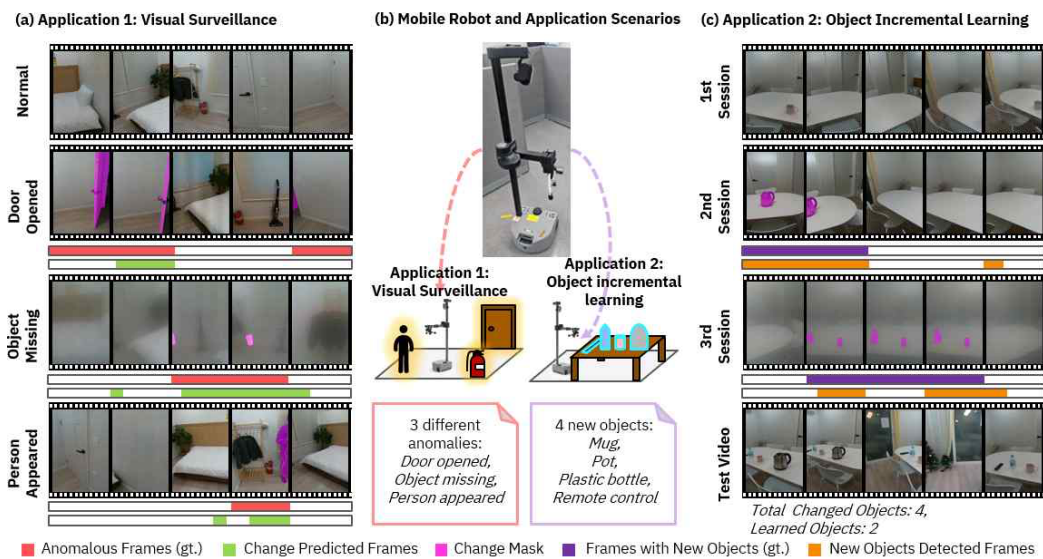 (a) Application 1: Visual Surveillance
Normal
Door
Opened
Object
Missing
Person
Appeared
(b) Mobile Robot and Application Scenarios
Application 1:
Visual Surveillance
Application 2:
Object incremental
learning
3 different
anomalies:
Door opened,
Object missing,
Person appeared
4 new objects:
Mug,
Pot,
Plastic bottle,
Remote control
(c) Application 2: Object Incremental Learning
1st
Session
2nd
Session
3rd
Session
Test Video
Total Changed Objects: 4,
Learned Objects: 2
Anomalous Frames (gt.)
Change Predicted Frames
Change Mask
Frames with New Objects (gt.)
New Objects Detected Frames